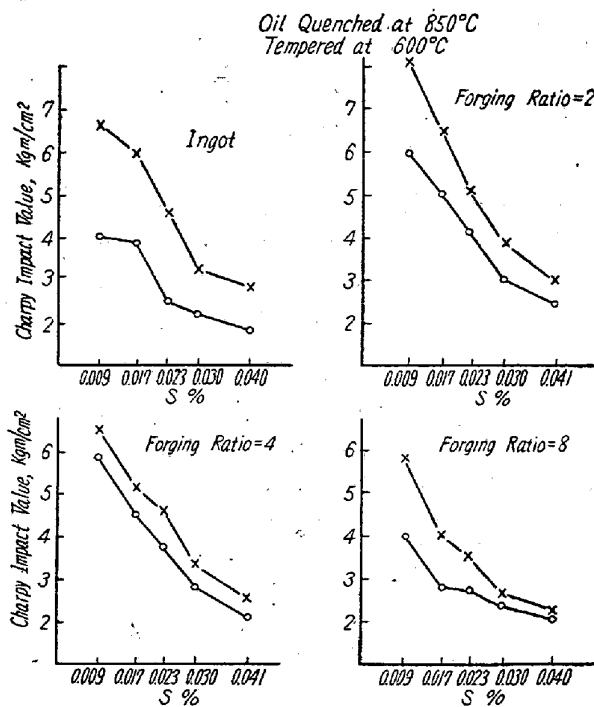 Oil Quenched at 850°C
Tempered at 600°C
Charpy Impact Value, Kgm/cm²
7
6
5
4
3
2
Ingot
0.009 0.017 0.023 0.030 0.040
S %
8
7
6
5
4
3
2
Forging Ratio=2
0.009 0.017 0.023 0.030 0.041
S %
Charpy Impact Value, Kgm/cm²
6
5
4
3
2
Forging Ratio=4
0.009 0.017 0.023 0.030 0.041
S %
6
5
4
3
2
Forging Ratio=8
0.009 0.017 0.023 0.030 0.040
S %